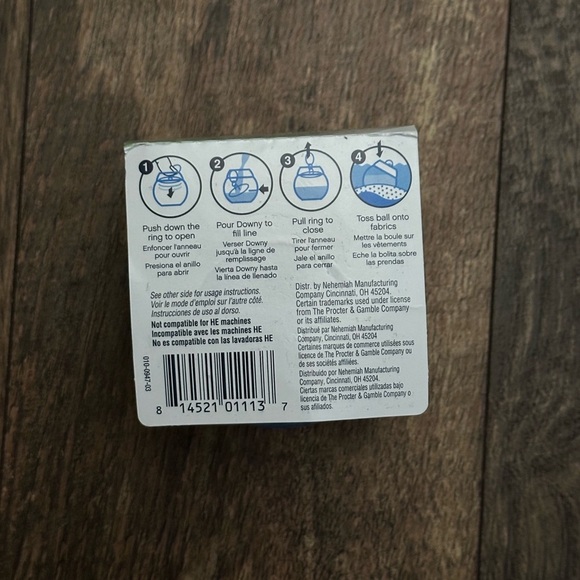 1
2
3
4
Push down the
ring to open
Enfoncer l'anneau
pour ouvrir
Presiona el anillo
para abrir
Pour Downy to
fill line
Verser Downy
jusqu'à la ligne de
remplissage
Vierta Downy hasta
la línea de llenado
Pull ring to
close
Tirer l'anneau
pour fermer
Jale el anillo
para cerrar
Toss ball onto
fabrics
Mettre la boule sur
les vêtements
Eche la bolita sobre
las prendas
See other side for usage instructions.
Voir le mode d'emploi sur l'autre côté.
Instrucciones de uso al dorso.
Not compatible for HE machines
Incompatible avec les machines HE
No es compatible con las lavadoras HE
010-0947-03
8 14521 01113 7
Distr. by Nehemiah Manufacturing
Company Cincinnati, OH 45204.
Certain trademarks used under license
from The Procter & Gamble Company
or its affiliates.
Distribué par Nehemiah Manufacturing
Company, Cincinnati, OH 45204
Certaines marques de commerce utilisées sous
licence de The Procter & Gamble Company ou
de ses sociétés affiliées.
Distribuido por Nehemiah Manufacturing
Company, Cincinnati, OH 45204.
Ciertas marcas comerciales utilizadas bajo
licencia de The Procter & Gamble Company o
sus afiliados.